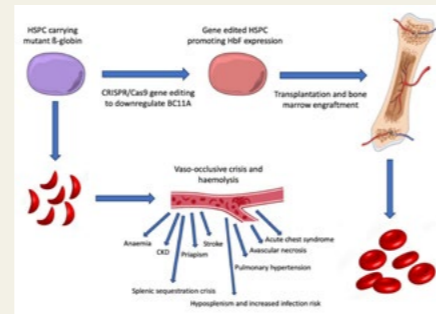 HSPC carrying
mutant ß-globin
Gene edited HSPC
promoting HbF expression
CRISPR/Cas9 gene editing
to downregulate BC11A
Transplantation and bone
marrow engraftment
Vaso-occlusive crisis and
haemolysis
Anaemia
CKD
Priapism
Stroke
Acute chest syndrome
Avascular necrosis
Pulmonary hypertension
Splenic sequestration crisis
Hyposplenism and increased infection risk